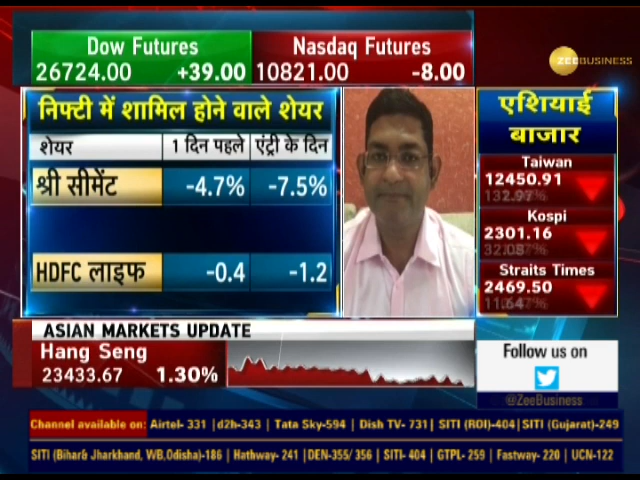 Dow Futures
26724.00 +39.00
Nasdaq Futures
10821.00 -8.00
ZEEBUSINESS
निफ्टी में शामिल होने वाले शेयर
शेयर 1 दिन पहले एंट्री के दिन
श्री सीमेंट -4.7% -7.5%
HDFC लाइफ -0.4 -1.2
एशियाई
बाजार
Taiwan
12450.91
Kospi
2301.16
Straits Times
2469.50
ASIAN MARKETS UPDATE
Hang Seng
23433.67 1.30%
Follow us on
@ZeeBusiness
Channel available on: Airtel- 331 | d2h-343 | Tata Sky-594 | Dish TV- 731| SITI (ROI)-404| SITI (Gujarat)-249
SITI (Bihar& Jharkhand, WB,Odisha)-186 | Hathway- 241 |DEN-355/ 356 | SITI- 404 | GTPL- 259 | Fastway- 220 | UCN-122